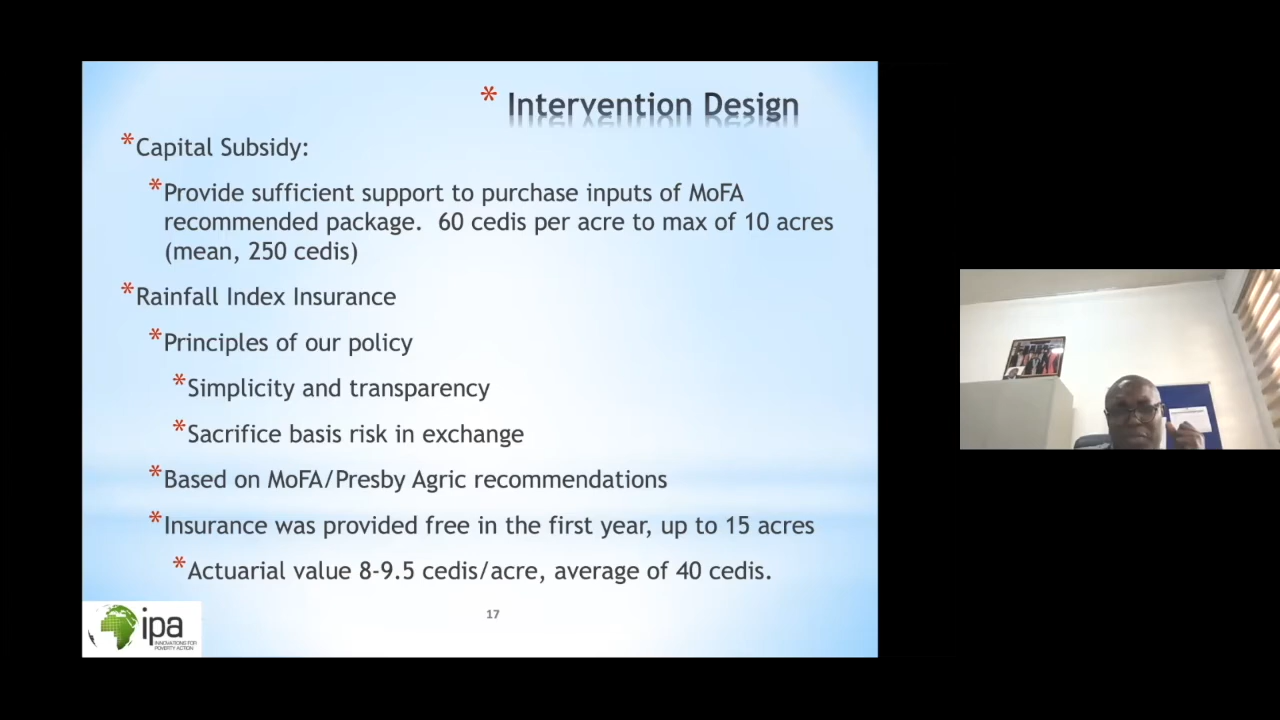 * Intervention Design
*Capital Subsidy:
*Provide sufficient support to purchase inputs of MoFA
recommended package.  60 cedis per acre to max of 10 acres
(mean, 250 cedis)
*Rainfall Index Insurance
*Principles of our policy
*Simplicity and transparency
*Sacrifice basis risk in exchange
*Based on MoFA/Presby Agric recommendations
*Insurance was provided free in the first year, up to 15 acres
*Actuarial value 8-9.5 cedis/acre, average of 40 cedis.
17
ipa
INNOVATIONS FOR
POVERTY ACTION